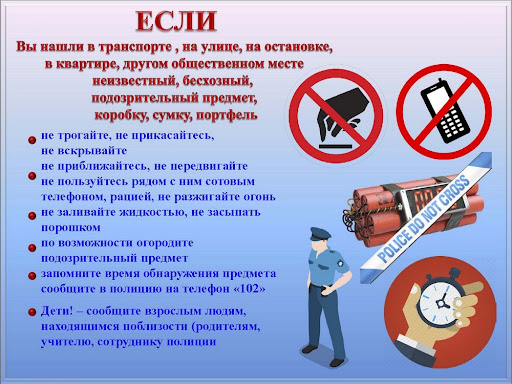 ЕСЛИ
Вы нашли в транспорте , на улице, на остановке,
в квартире, другом общественном месте
неизвестный, бесхозный,
подозрительный предмет,
коробку, сумку, портфель
не трогайте, не прикасайтесь,
не вскрывайте
не приближайтесь, не передвигайте
не пользуйтесь рядом с ним сотовым
телефоном, рацией, не разжигайте огонь
не заливайте жидкостью, не засыпать
порошком
по возможности огородите
подозрительный предмет
запомните время обнаружения предмета
сообщите в полицию на телефон «102»
Дети! – сообщите взрослым людям,
находящимся поблизости (родителям,
учителю, сотруднику полиции
POLICE DO NOT CROSS